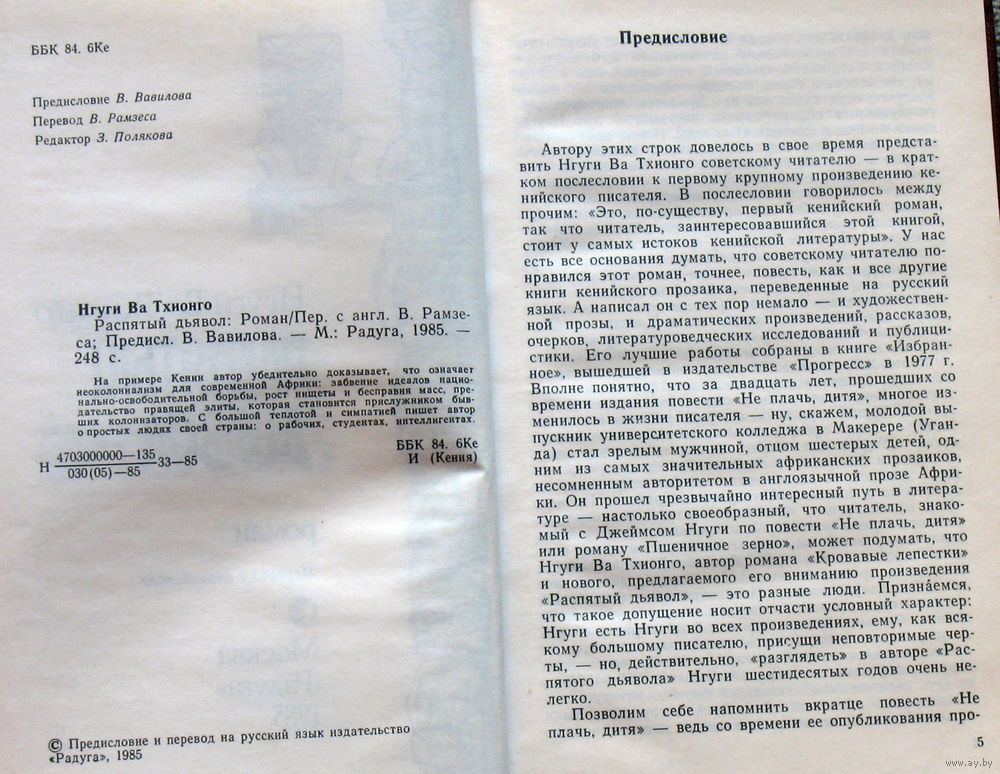 ББК 84. 6Ке
Предисловие В. Вавилова
Перевод В. Рамзеса
Редактор З. Полякова
Нгуги Ва Тхионго
Распятый дьявол: Роман/Пер. с англ. В. Рамзе-
са; Предисл. В. Вавилова. — М.: Радуга, 1985. —
248 с.
На примере Кении автор убедительно доказывает, что означает
неоколониализм для современной Африки: забвение идеалов нацио-
нально-освободительной борьбы, рост нищеты и бесправия масс, пре-
дательство правящей элиты, которая становится прислужником быв-
ших колонизаторов. С большой теплотой и симпатией пишет автор
о простых людях своей страны: о рабочих, студентах, интеллигентах.
Н 4703000000—135
030(05)—85
33—85
ББК 84. 6Ке
И (Кения)
© Предисловие и перевод на русский язык издательство
«Радуга», 1985
Предисловие
Автору этих строк довелось в свое время предста-
вить Нгуги Ва Тхионго советскому читателю — в крат-
ком послесловии к первому крупному произведению ке-
нийского писателя. В послесловии говорилось между
прочим: «Это, по-существу, первый кенийский роман,
так что читатель, заинтересовавшийся этой книгой,
стоит у самых истоков кенийской литературы». У нас
есть все основания думать, что советскому читателю по-
нравился этот роман, точнее, повесть, как и все другие
книги кенийского прозаика, переведенные на русский
язык. А написал он с тех пор немало — и художествен-
ной прозы, и драматических произведений, рассказов,
очерков, литературоведческих исследований и публици-
стики. Его лучшие работы собраны в книге «Избран-
ное», вышедшей в издательстве «Прогресс» в 1977 г.
Вполне понятно, что за двадцать лет, прошедших со
времени издания повести «Не плачь, дитя», многое из-
менилось в жизни писателя — ну, скажем, молодой вы-
пускник университетского колледжа в Макерере (Уган-
да) стал зрелым мужчиной, отцом шестерых детей, од-
ним из самых значительных африканских прозаиков,
несомненным авторитетом в англоязычной прозе Афри-
ки. Он прошел чрезвычайно интересный путь в литера-
туре — настолько своеобразный, что читатель, знако-
мый с Джеймсом Нгуги по повести «Не плачь, дитя»
или роману «Пшеничное зерно», может подумать, что
Нгуги Ва Тхионго, автор романа «Кровавые лепестки»
и нового, предлагаемого его вниманию произведения
«Распятый дьявол», — это разные люди. Признáемся,
что такое допущение носит отчасти условный характер:
Нгуги есть Нгуги во всех произведениях, ему, как вся-
кому большому писателю, присущи неповторимые чер-
ты, — но, действительно, «разглядеть» в авторе «Рас-
пятого дьявола» Нгуги шестидесятых годов очень не-
легко.
Позволим себе напомнить вкратце повесть «Не
плачь, дитя» — ведь со времени ее опубликования про-
5
www.ay.by